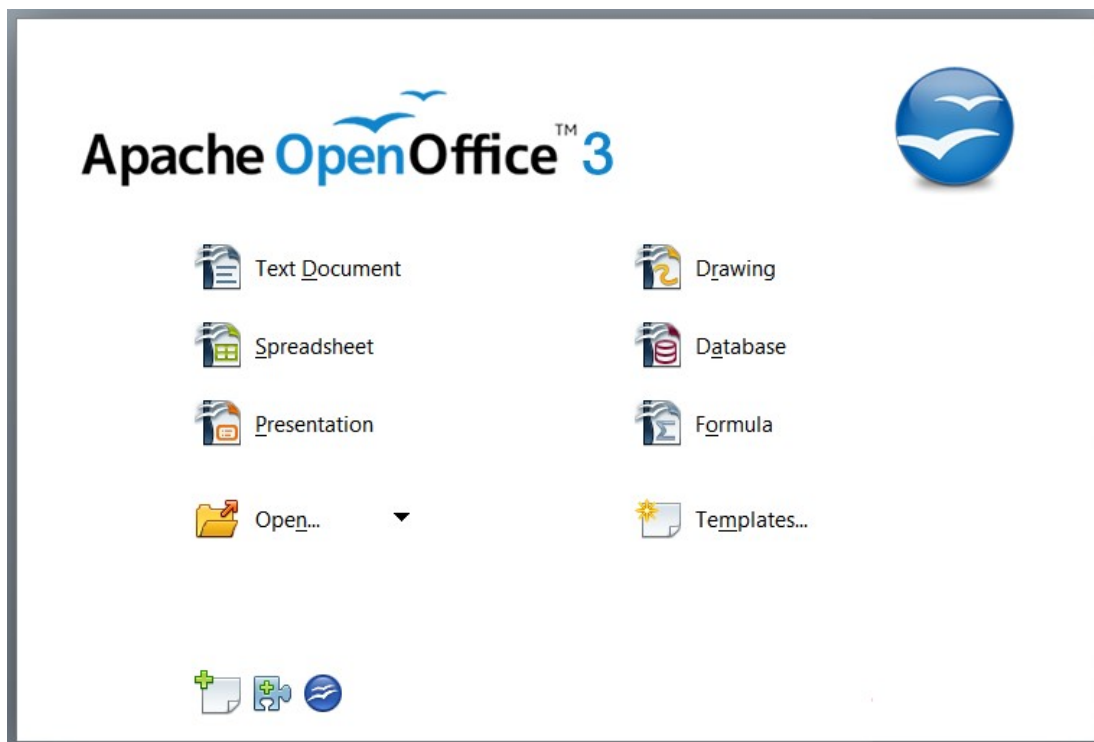 Apache OpenOffice™ 3
Text Document
Drawing
Spreadsheet
Database
Presentation
Formula
Open...
Templates...